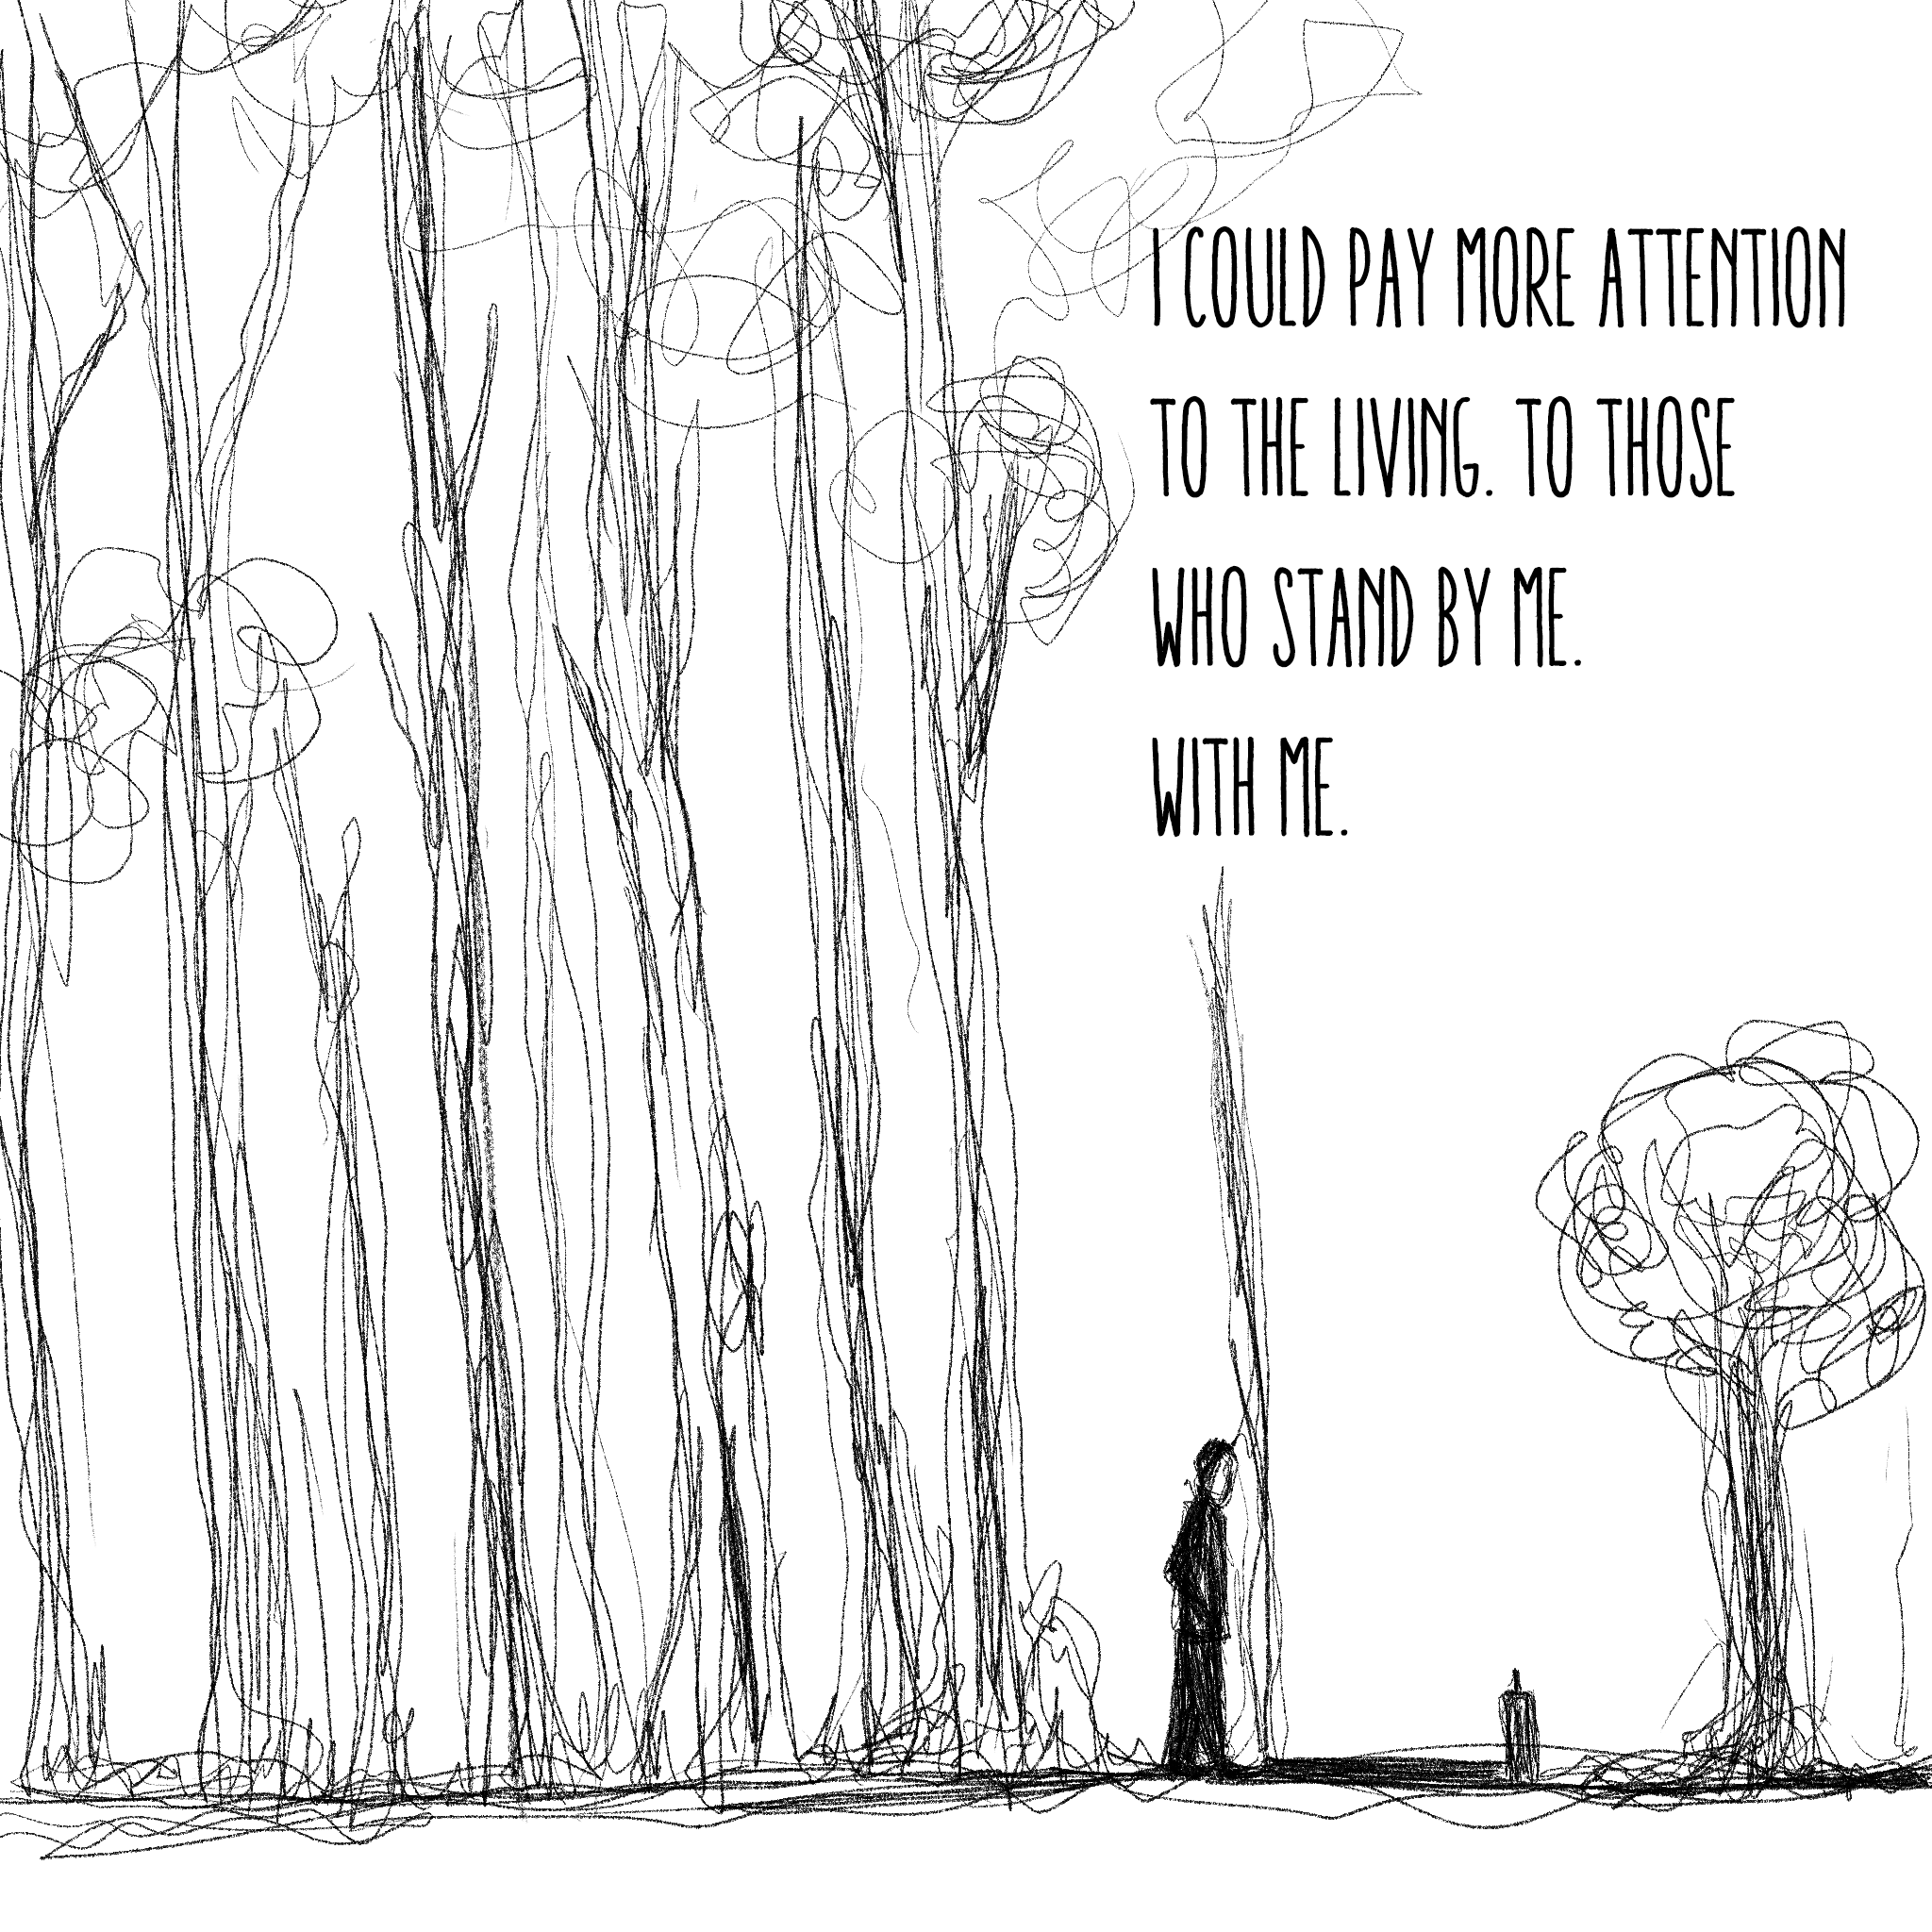 I COULD PAY MORE ATTENTION
TO THE LIVING. TO THOSE
WHO STAND BY ME.
WITH ME.